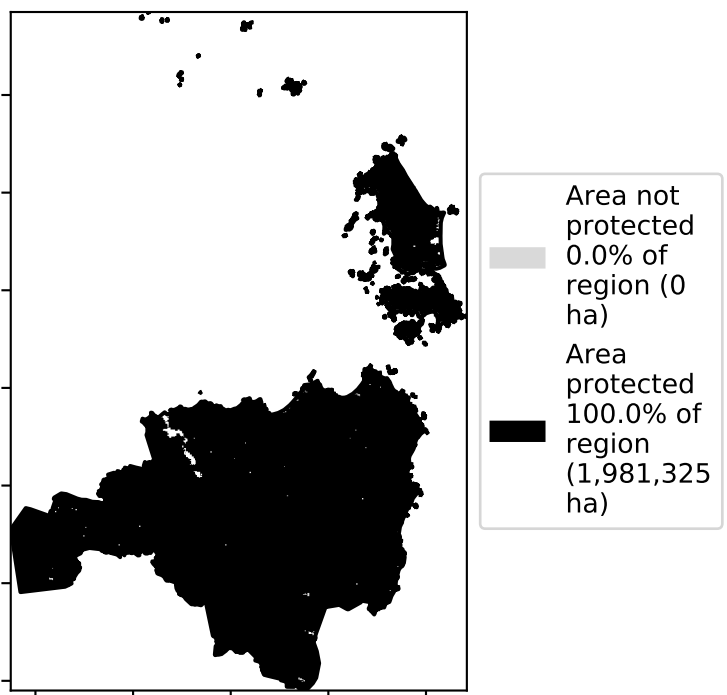 Area not
protected
0.0% of
region (0
ha)
Area
protected
100.0% of
region
(1,981,325
ha)